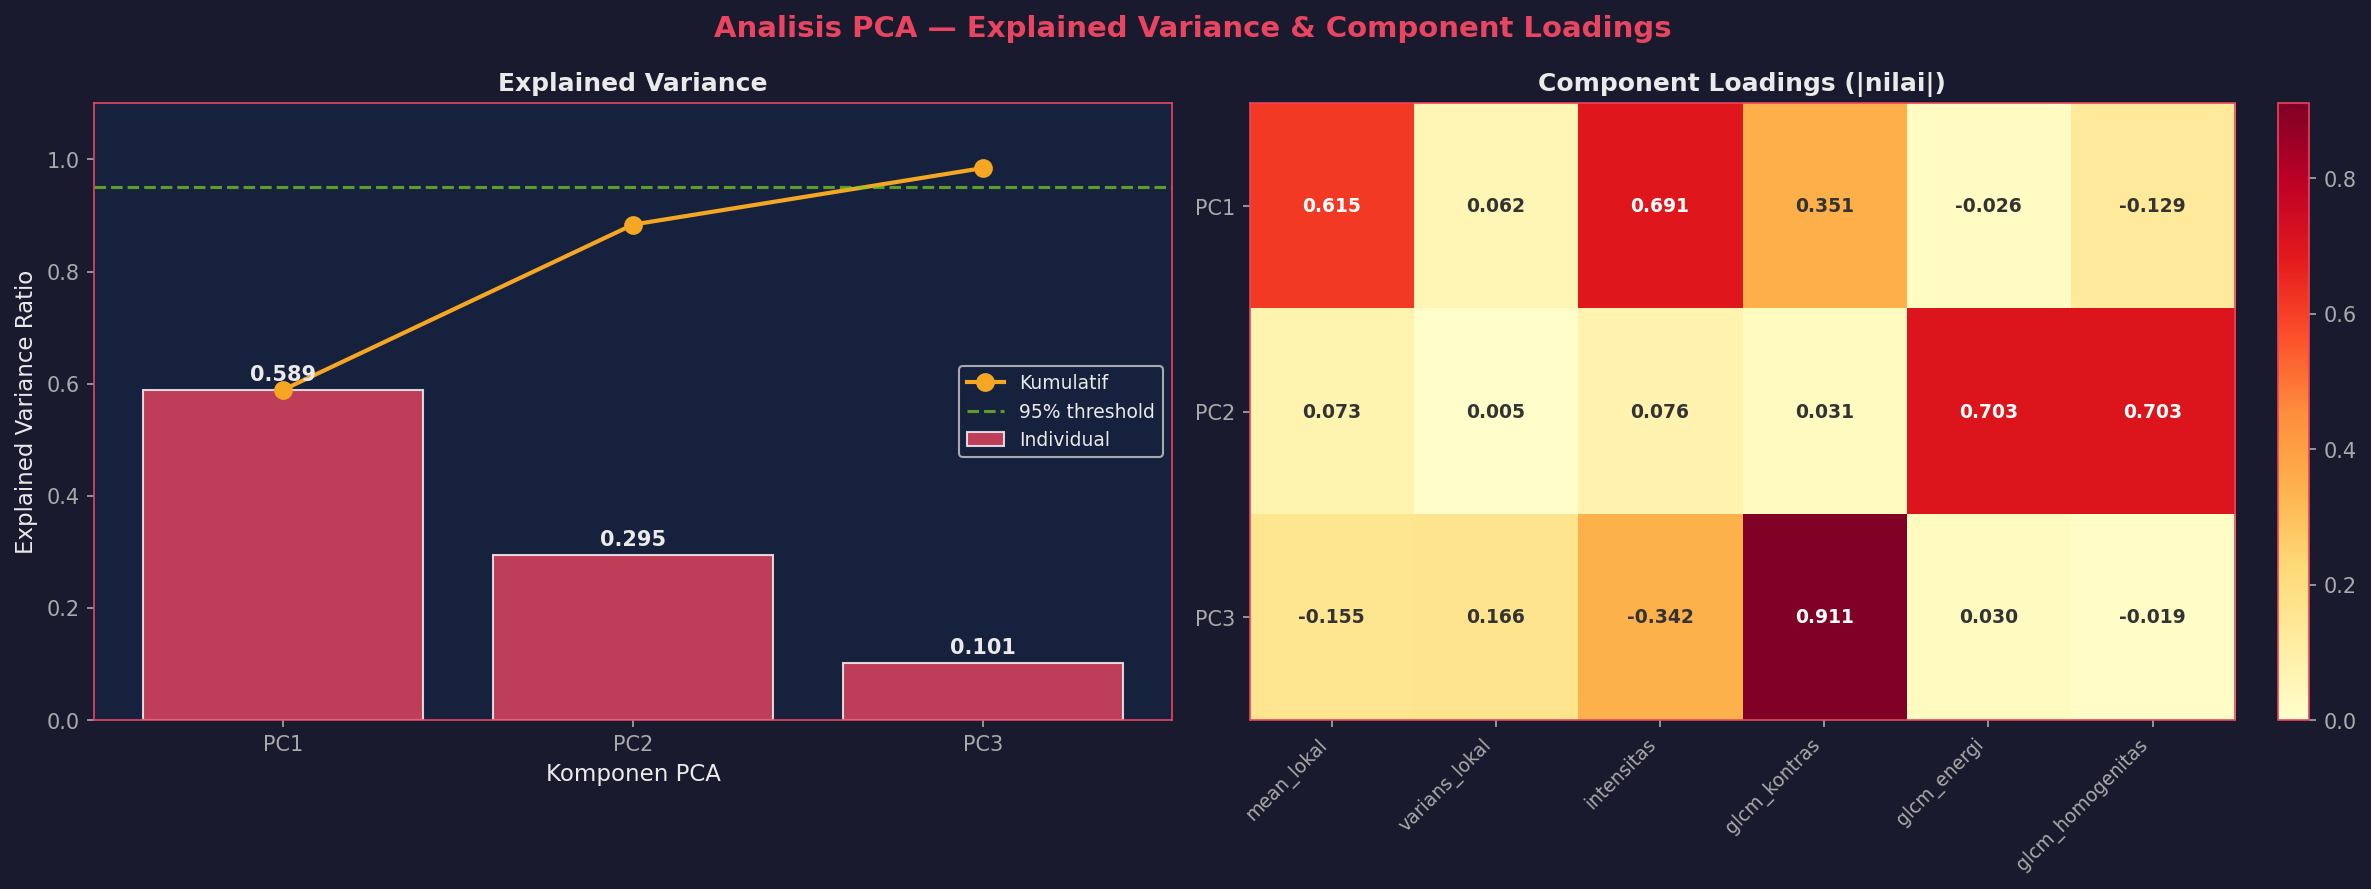 Analisis PCA — Explained Variance & Component Loadings
Explained Variance
Explained Variance Ratio
1.0
0.8
0.6
0.4
0.2
0.0
0.589
0.295
0.101
Kumulatif
95% threshold
Individual
PC1 PC2 PC3
Komponen PCA
Component Loadings (|nilai|)
PC1 0.615 0.062 0.691 0.351 -0.026 -0.129
PC2 0.073 0.005 0.076 0.031 0.703 0.703
PC3 -0.155 0.166 -0.342 0.911 0.030 -0.019
mean_lokal
varians_lokal
intensitas
glcm_kontras
glcm_energi
glcm_homogenitas
0.8
0.6
0.4
0.2
0.0